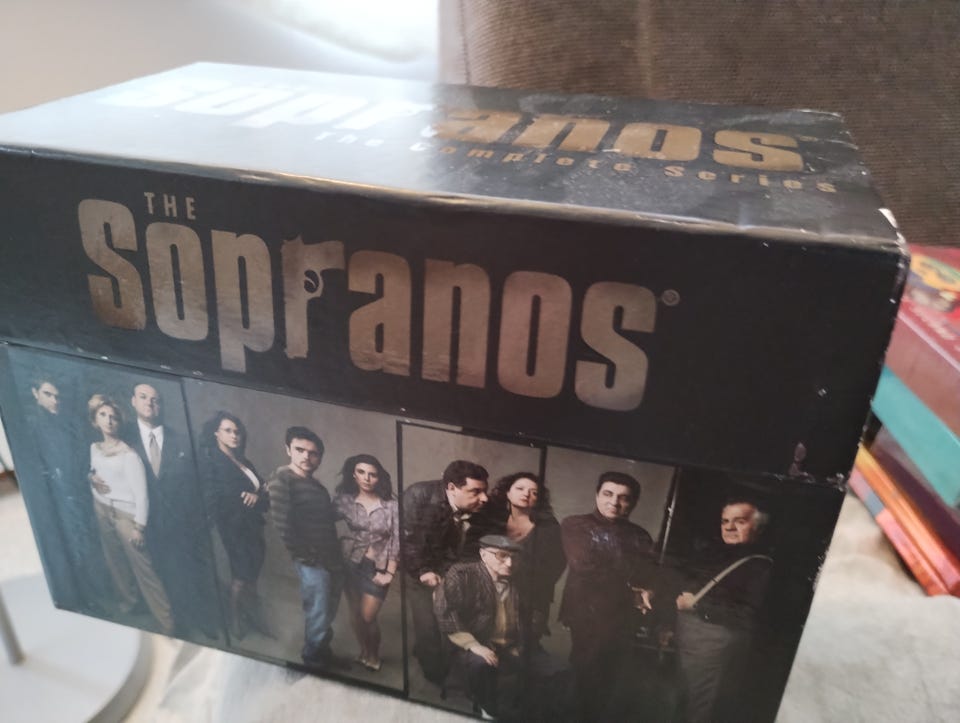 Sopranos
The Complete Series
THE
Sopranos®